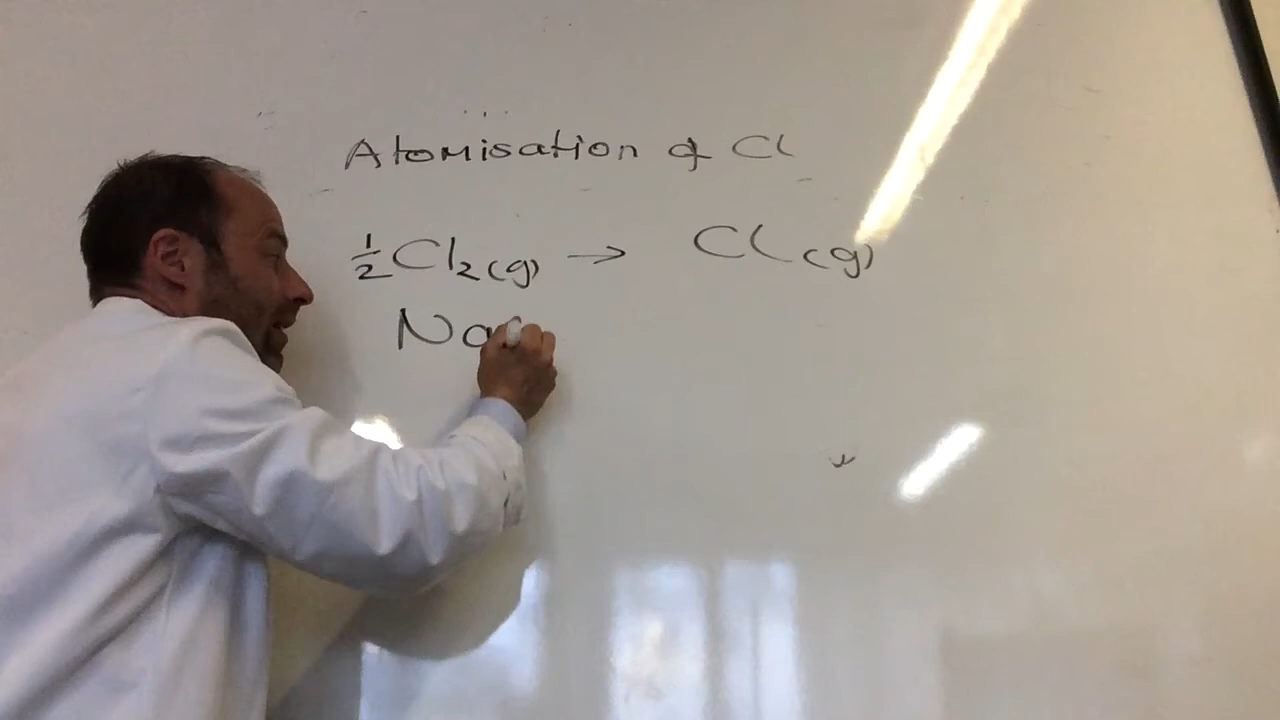 Atomisation of Cl
½Cl₂(g) → Cl(g)
Na